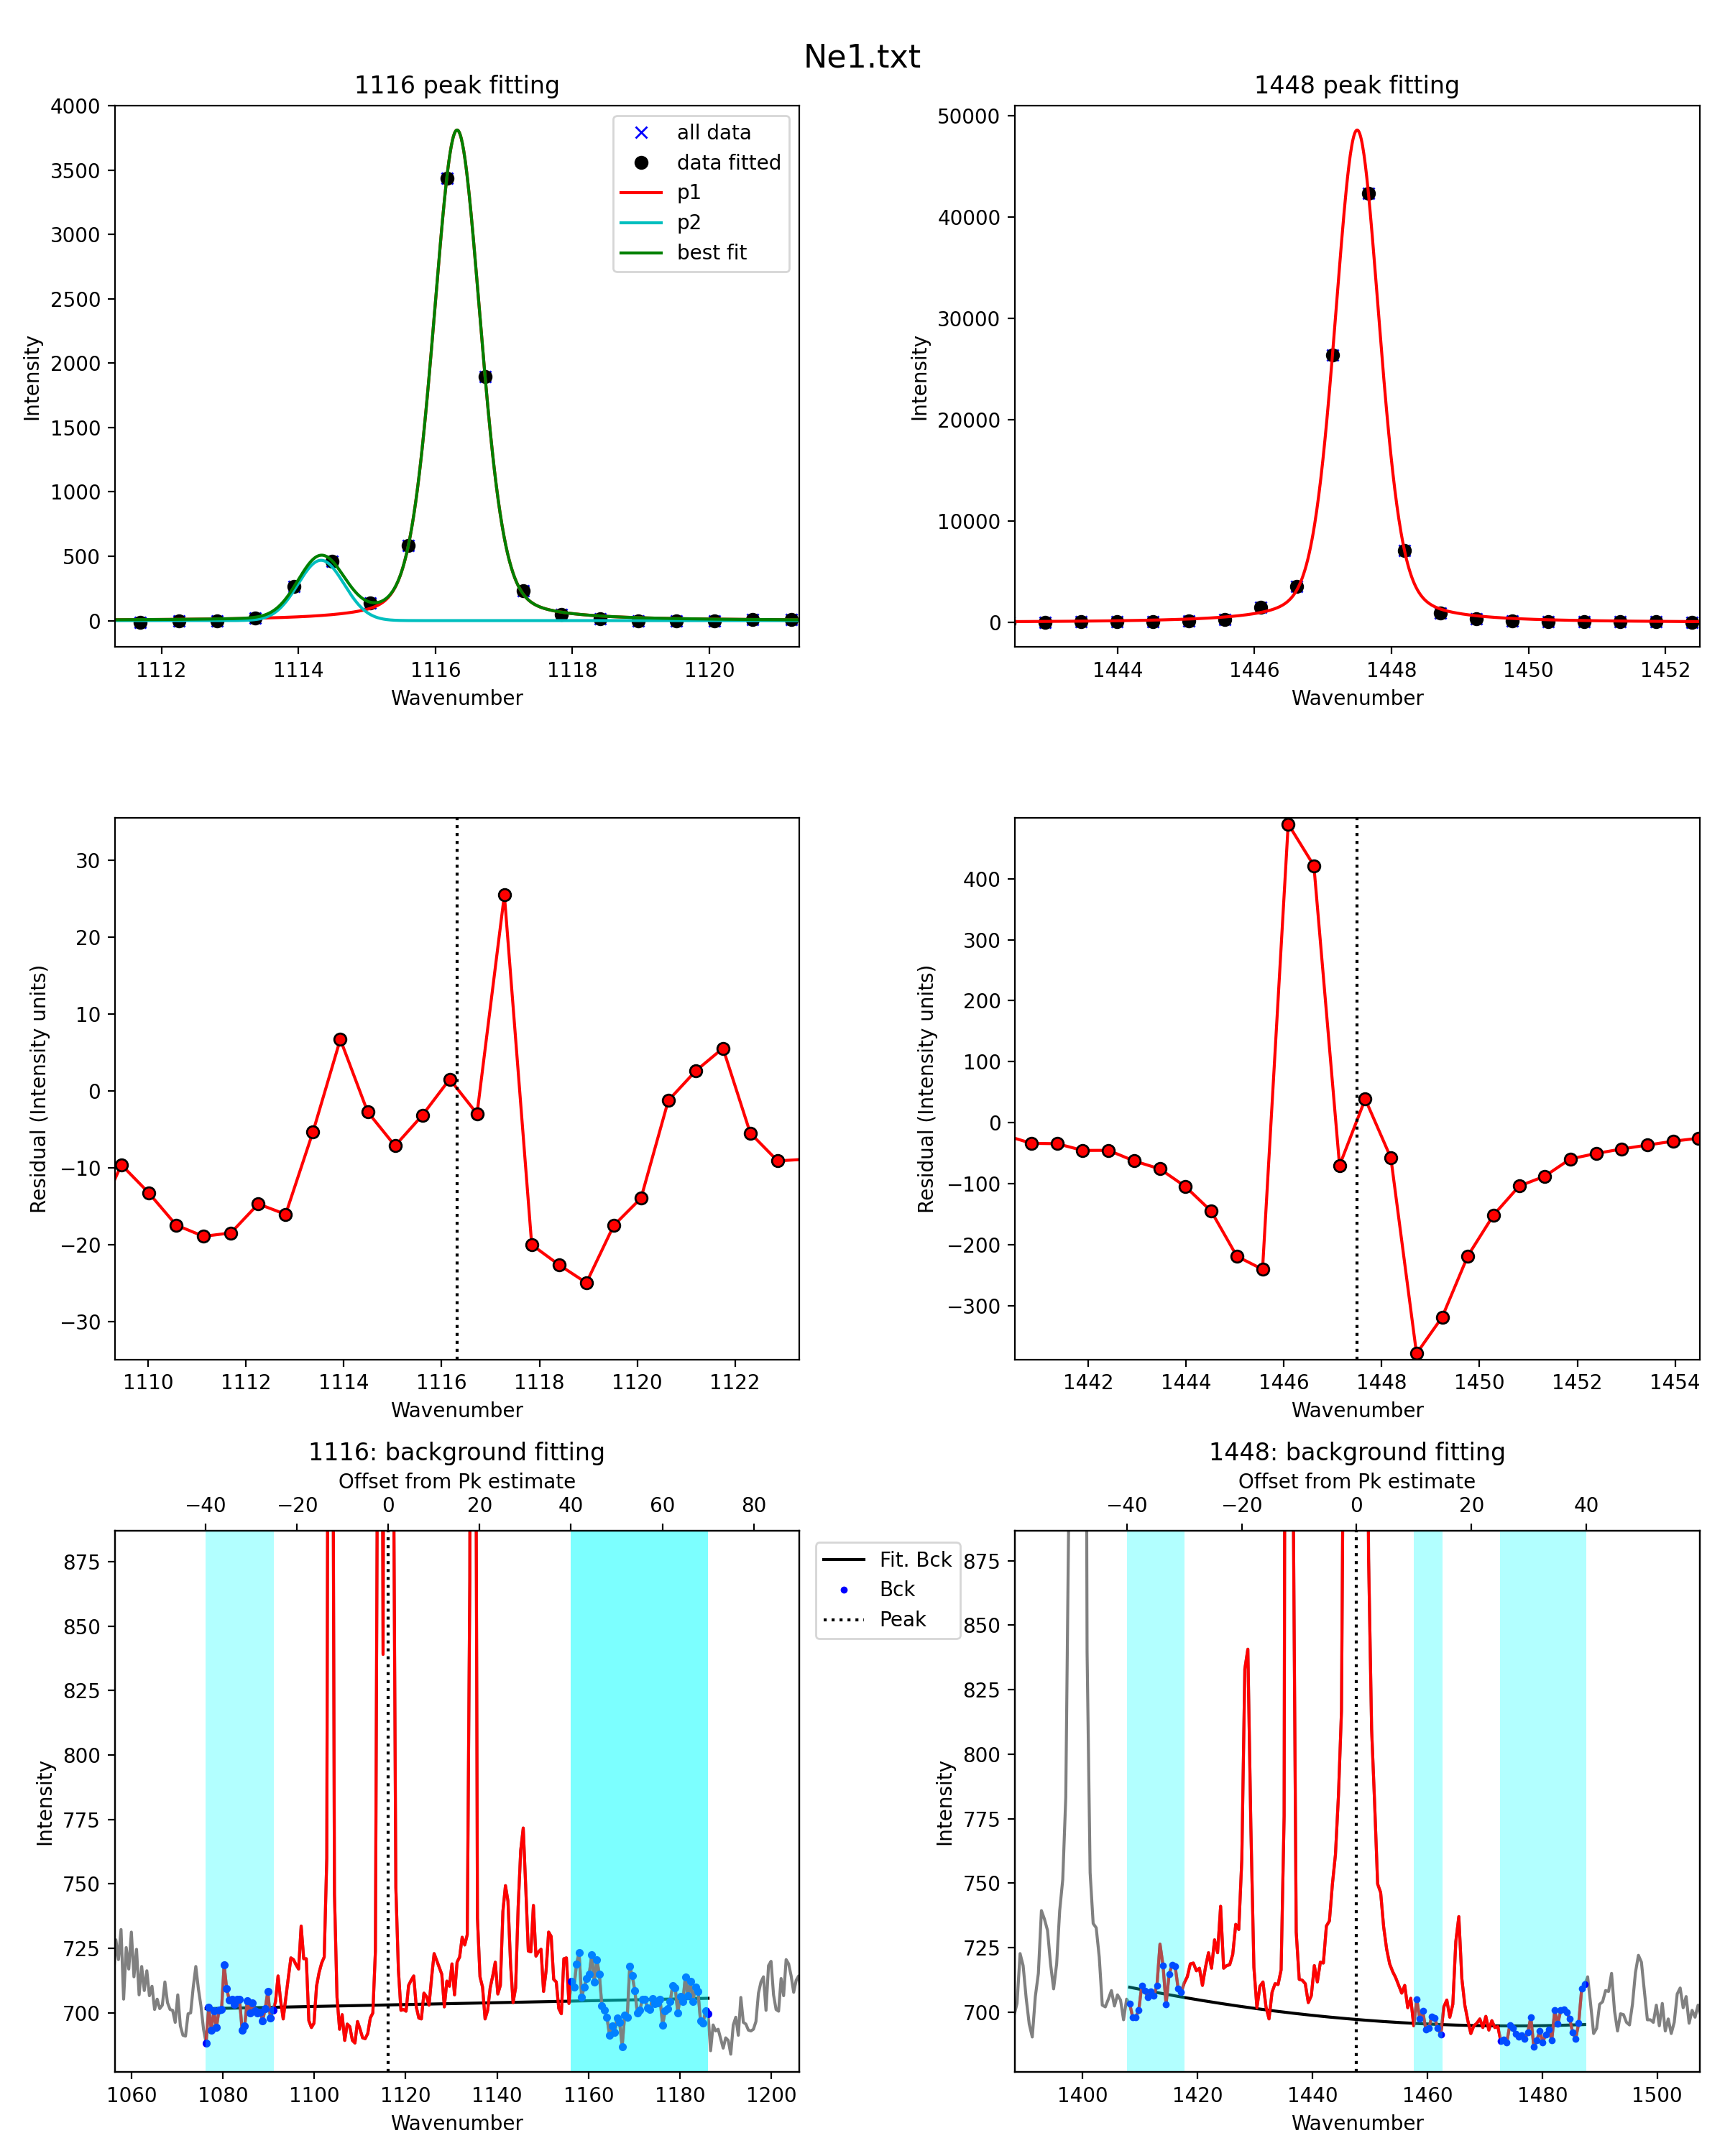 Ne1.txt
1116 peak fitting
4000
3500
3000
2500
2000
1500
1000
500
0
Intensity
1112 1114 1116 1118 1120
Wavenumber
all data
data fitted
p1
p2
best fit
1448 peak fitting
50000
40000
30000
20000
10000
0
Intensity
1444 1446 1448 1450 1452
Wavenumber
30
20
10
0
−10
−20
−30
Residual (Intensity units)
1110 1112 1114 1116 1118 1120 1122
Wavenumber
400
300
200
100
0
−100
−200
−300
Residual (Intensity units)
1442 1444 1446 1448 1450 1452 1454
Wavenumber
1116: background fitting
Offset from Pk estimate
−40 −20 0 20 40 60 80
875
850
825
800
775
750
725
700
Intensity
1060 1080 1100 1120 1140 1160 1180 1200
Wavenumber
Fit. Bck
Bck
Peak
1448: background fitting
Offset from Pk estimate
−40 −20 0 20 40
875
850
825
800
775
750
725
700
Intensity
1400 1420 1440 1460 1480 1500
Wavenumber